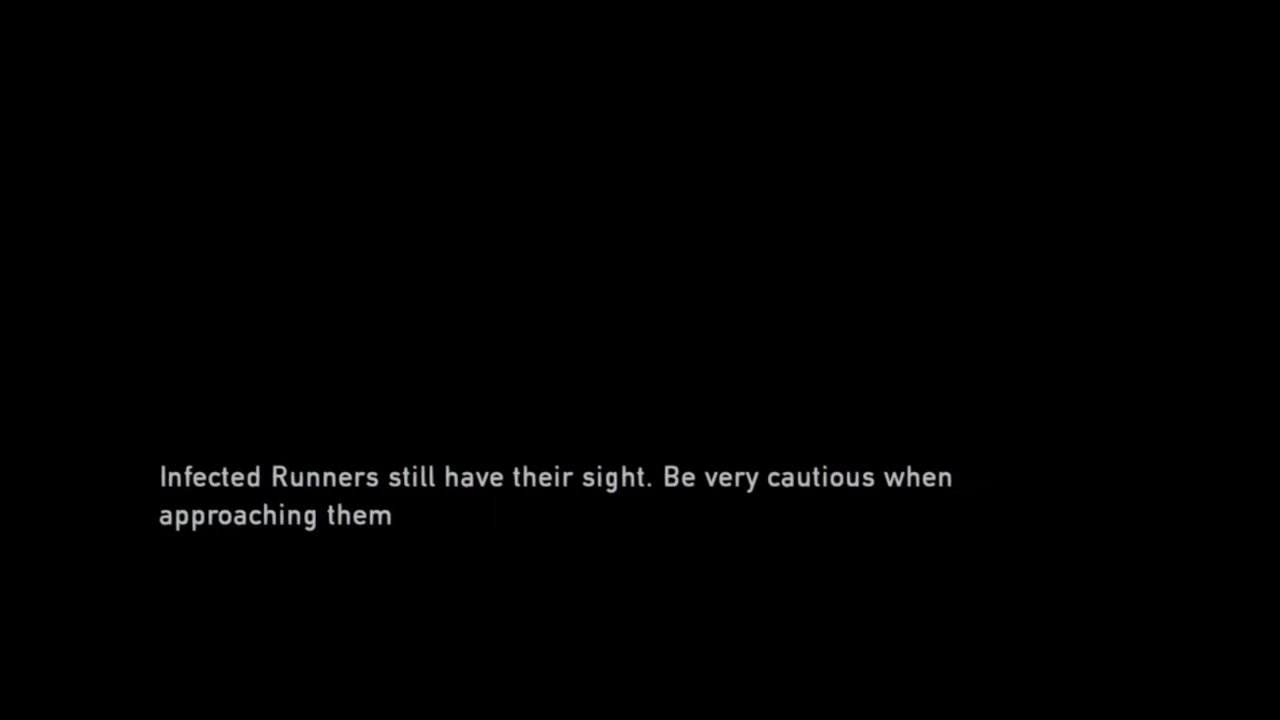 Infected Runners still have their sight. Be very cautious when
approaching them